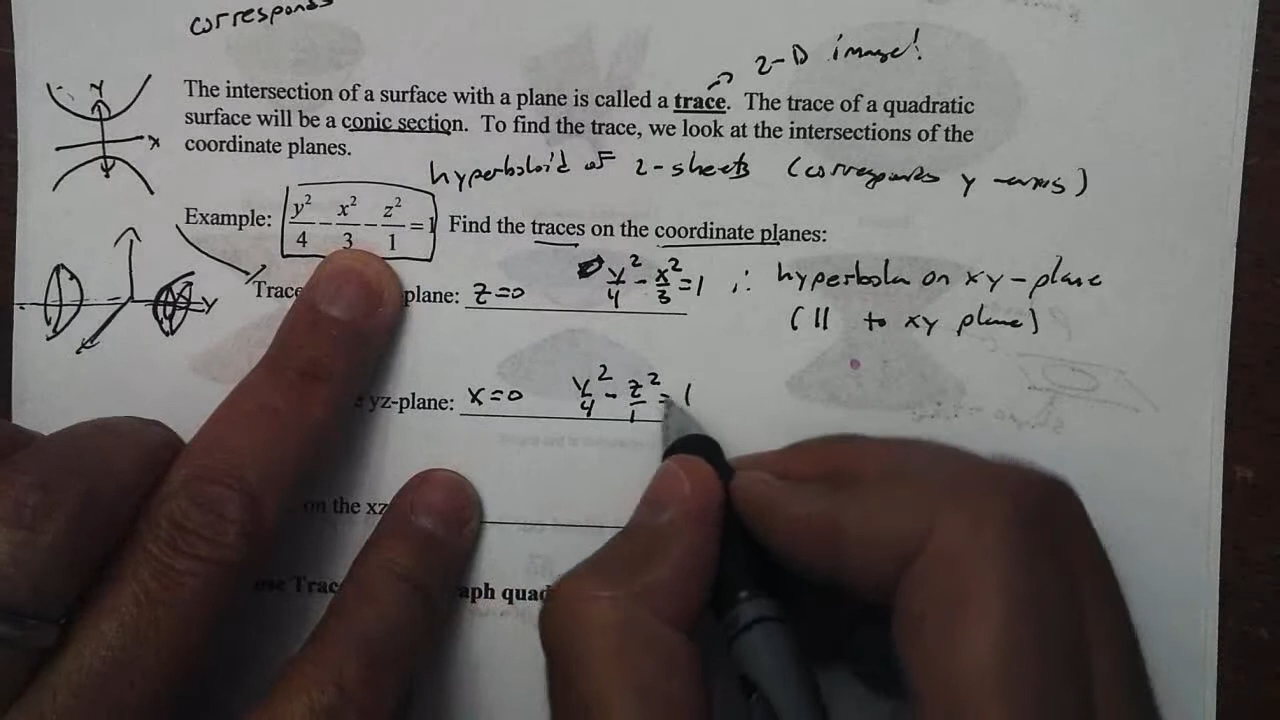 corresponds
2-D image!
The intersection of a surface with a plane is called a trace. The trace of a quadratic
surface will be a conic section. To find the trace, we look at the intersections of the
coordinate planes.
Y
X
hyperboloid of 2-sheets (corresponds y-axis)
Example: y²/4 - x²/3 - z²/1 = 1 Find the traces on the coordinate planes:
Trace plane: z=0 y²/4 - x²/3 = 1 ∴ hyperbola on xy-plane
(|| to xy plane)
Y
yz-plane: x=0 y²/4 - z²/1 = 1
on the xz
Trac aph quad